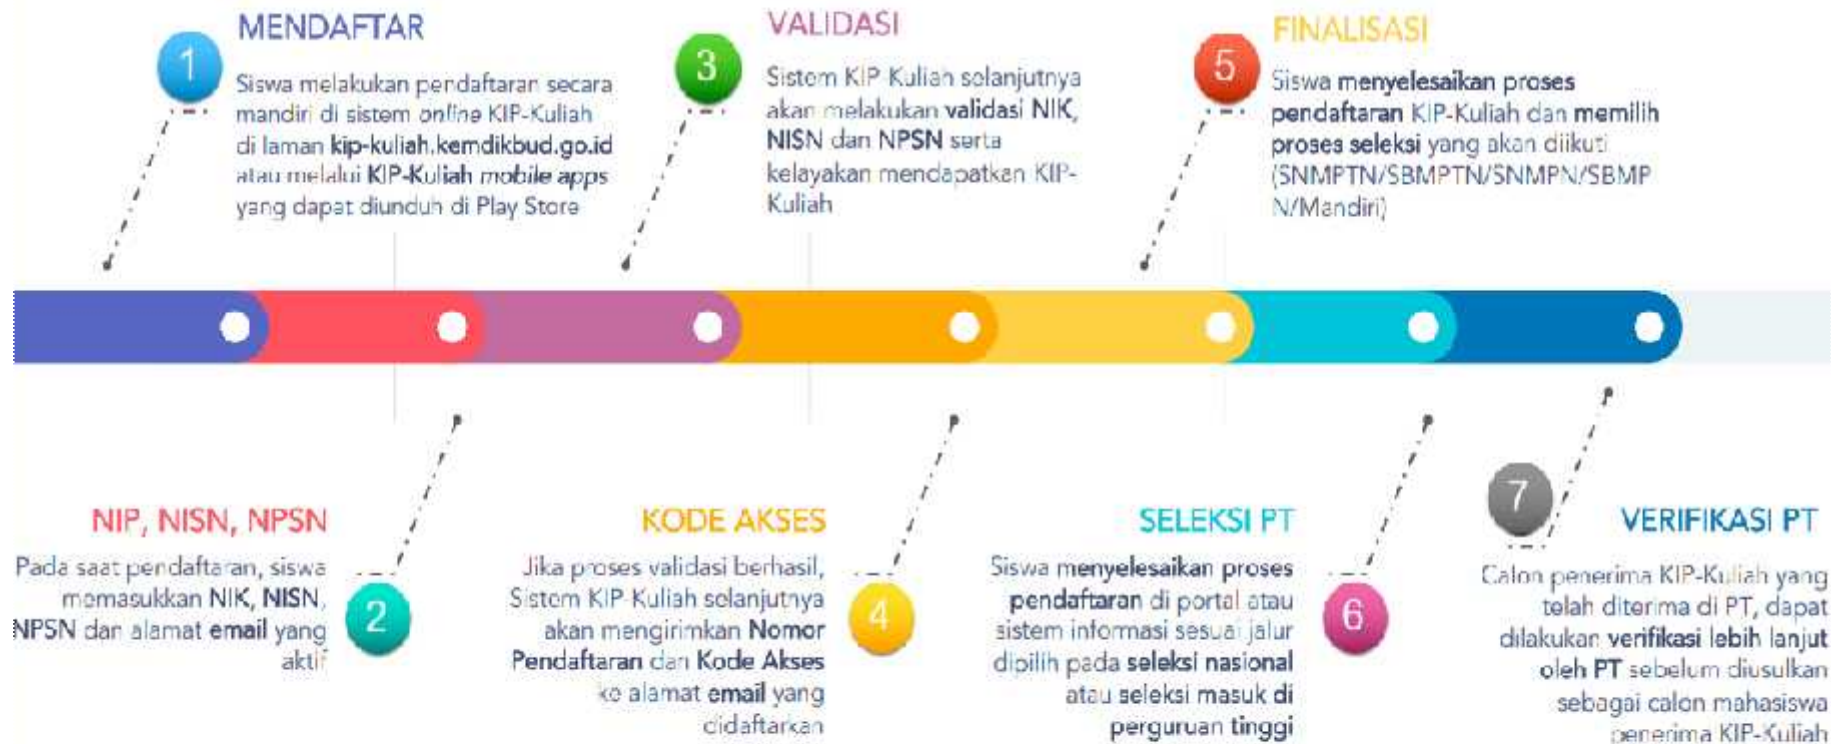 1
MENDAFTAR
Siswa melakukan pendaftaran secara
mandiri di sistem online KIP-Kuliah
di laman kip-kuliah.kemdikbud.go.id
atau melalui KIP-Kuliah mobile apps
yang dapat diunduh di Play Store
3
VALIDASI
Sistem KIP-Kuliah selanjutnya
akan melakukan validasi NIK,
NISN dan NPSN serta
kelayakan mendapatkan KIP-
Kuliah
5
FINALISASI
Siswa menyelesaikan proses
pendaftaran KIP-Kuliah dan memilih
proses seleksi yang akan diikuti
(SNMPTN/SBMPTN/SNMPN/SBMP
N/Mandiri)
NIP, NISN, NPSN
Pada saat pendaftaran, siswa
memasukkan NIK, NISN,
NPSN dan alamat email yang
aktif
2
KODE AKSES
Jika proses validasi berhasil,
Sistem KIP-Kuliah selanjutnya
akan mengirimkan Nomor
Pendaftaran dan Kode Akses
ke alamat email yang
didaftarkan
4
SELEKSI PT
Siswa menyelesaikan proses
pendaftaran di portal atau
sistem informasi sesuai jalur
dipilih pada seleksi nasional
atau seleksi masuk di
perguruan tinggi
6
7
VERIFIKASI PT
Calon penerima KIP-Kuliah yang
telah diterima di PT, dapat
dilakukan verifikasi lebih lanjut
oleh PT sebelum diusulkan
sebagai calon mahasiswa
penerima KIP-Kuliah